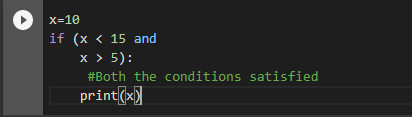 x=10
if (x < 15 and
    x > 5):
     #Both the conditions satisfied
    print(x)